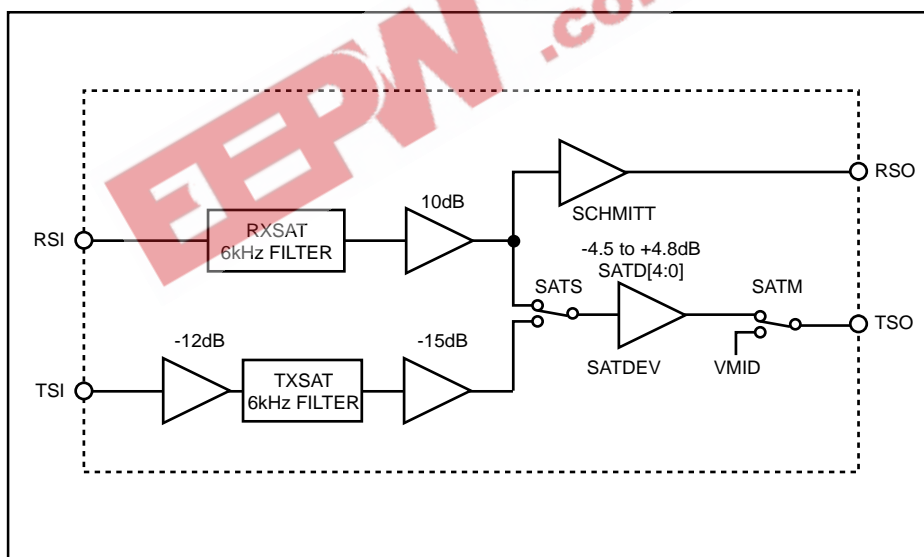 EEPW
.com
RSO
10dB
SCHMITT
RSI
RXSAT
6kHz FILTER
-4.5 to +4.8dB
SATD[4:0]
SATS
SATM
TSO
-12dB
-15dB
SATDEV
VMID
TSI
TXSAT
6kHz FILTER